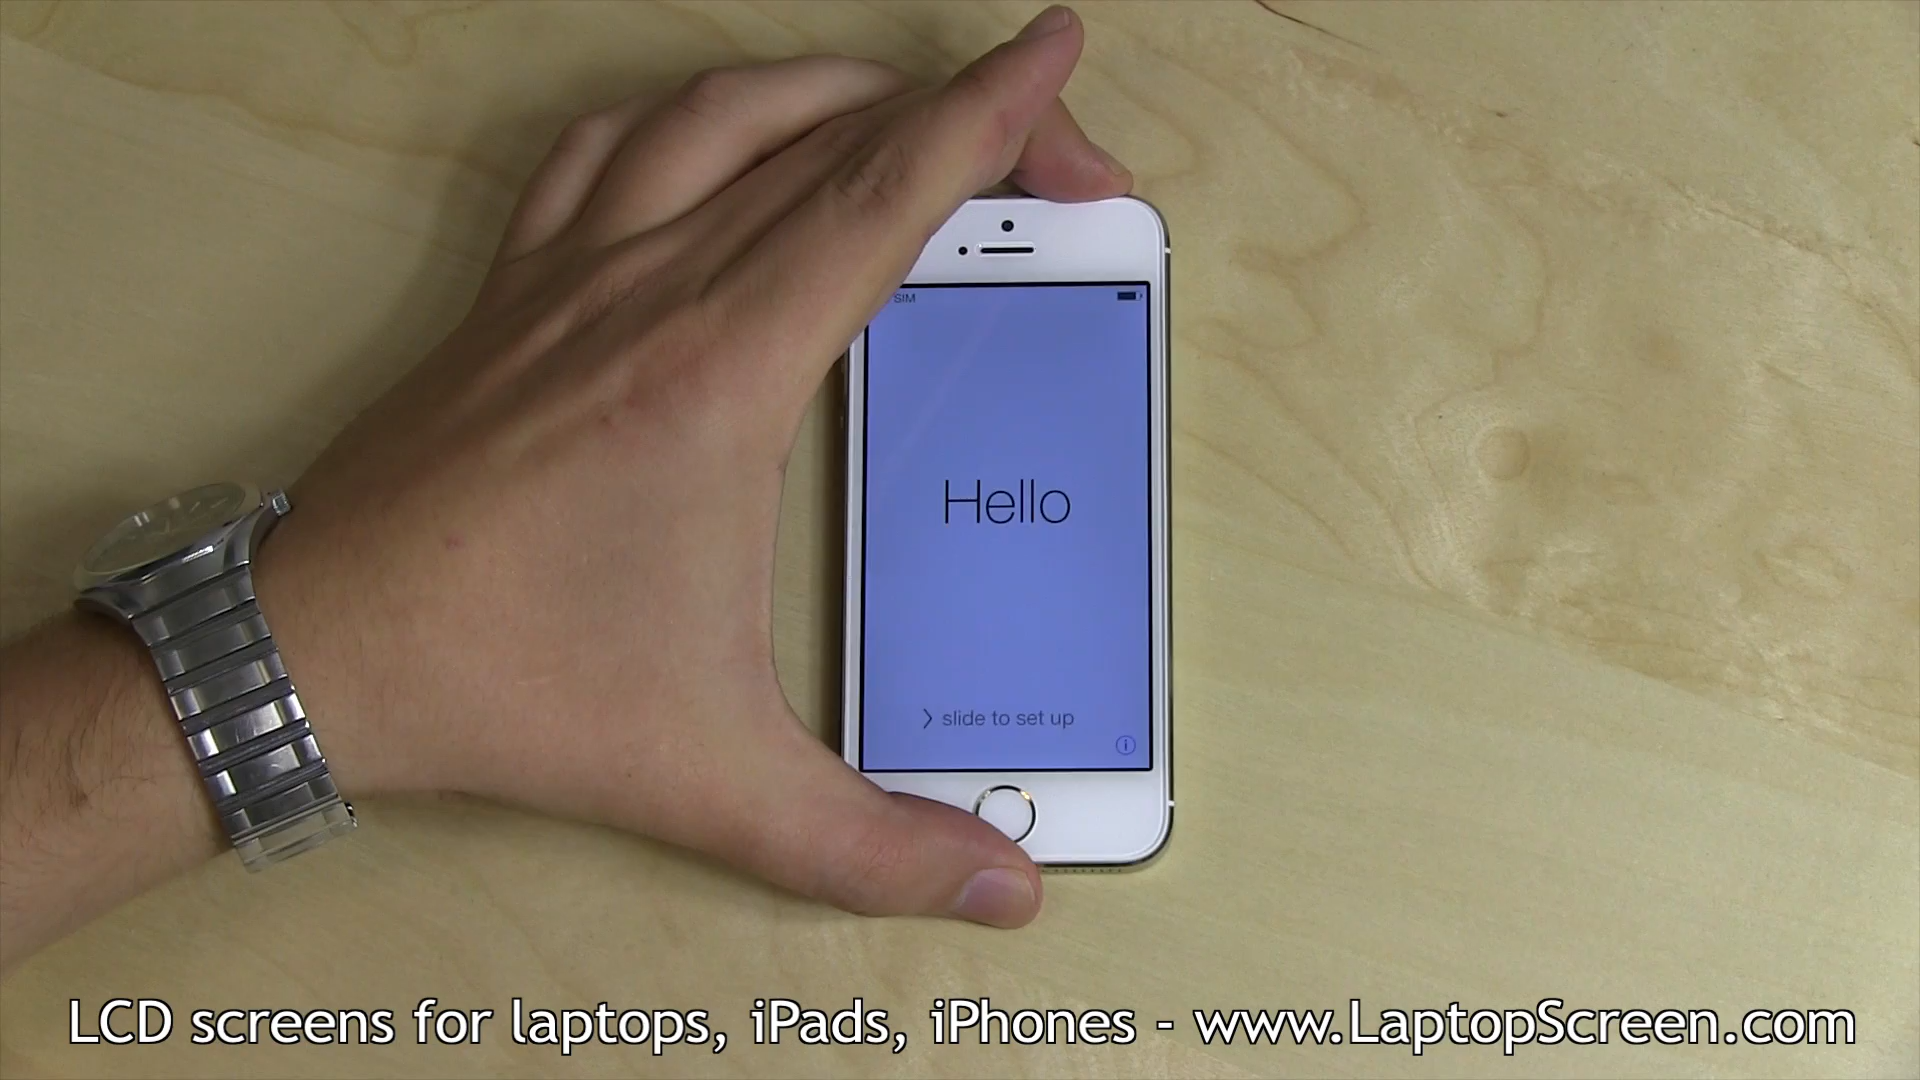 SIM
Hello
> slide to set up
LCD screens for laptops, iPads, iPhones - www.LaptopScreen.com